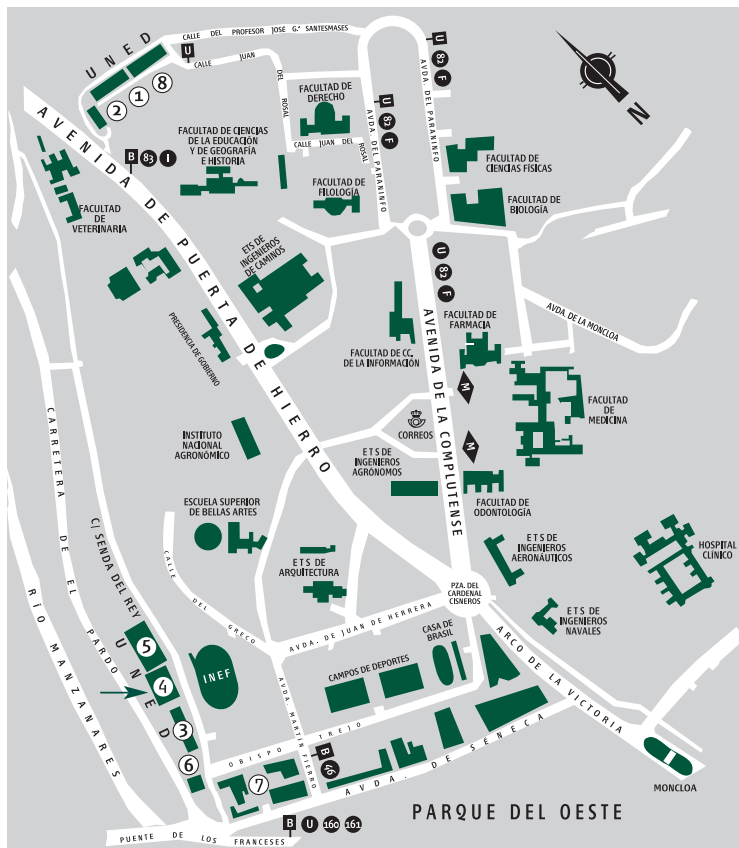 CALLE DEL PROFESOR JOSÉ Gª SANTESMASES
UNED
U
CALLE JUAN DEL ROSAL
U
82
F
2
1
8
AVDA. DEL PARANINFO
N
FACULTAD DE
DERECHO
U
82
F
AVDA. DEL PARANINFO
CALLE JUAN DEL ROSAL
AVENIDA DE PUERTA DE HIERRO
B
83
I
FACULTAD DE CIENCIAS
DE LA EDUCACIÓN
Y DE GEOGRAFÍA
E HISTORIA
FACULTAD DE
CIENCIAS FÍSICAS
FACULTAD DE
FILOLOGÍA
FACULTAD DE
BIOLOGÍA
FACULTAD
DE
VETERINARIA
ETS DE
INGENIEROS
DE CAMINOS
U
82
F
AVENIDA DE LA COMPLUTENSE
AVDA. DE LA MONCLOA
PRESIDENCIA DE GOBIERNO
FACULTAD DE
FARMACIA
FACULTAD DE CC.
DE LA INFORMACIÓN
M
FACULTAD
DE
MEDICINA
CORREOS
M
INSTITUTO
NACIONAL
AGRONÓMICO
E T S DE
INGENIEROS
AGRÓNOMOS
FACULTAD DE
ODONTOLOGÍA
CARRETERA DE EL PARDO
ESCUELA SUPERIOR
DE BELLAS ARTES
C/ SENDA DEL REY
E T S DE
INGENIEROS
AERONÁUTICOS
HOSPITAL
CLÍNICO
E T S DE
ARQUITECTURA
CALLE DEL GRECO
PZA. DEL
CARDENAL
CISNEROS
RÍO MANZANARES
AVDA. DE JUAN DE HERRERA
E T S DE
INGENIEROS
NAVALES
CASA DE
BRASIL
ARCO DE LA VICTORIA
UNED
5
4
3
6
INEF
CAMPOS DE DEPORTES
AVDA. MARTIN FIERRO
OBISPO TREJO
B
46
7
AVDA. DE SÉNECA
MONCLOA
PARQUE DEL OESTE
PUENTE DE LOS FRANCESES
B
U
160
161